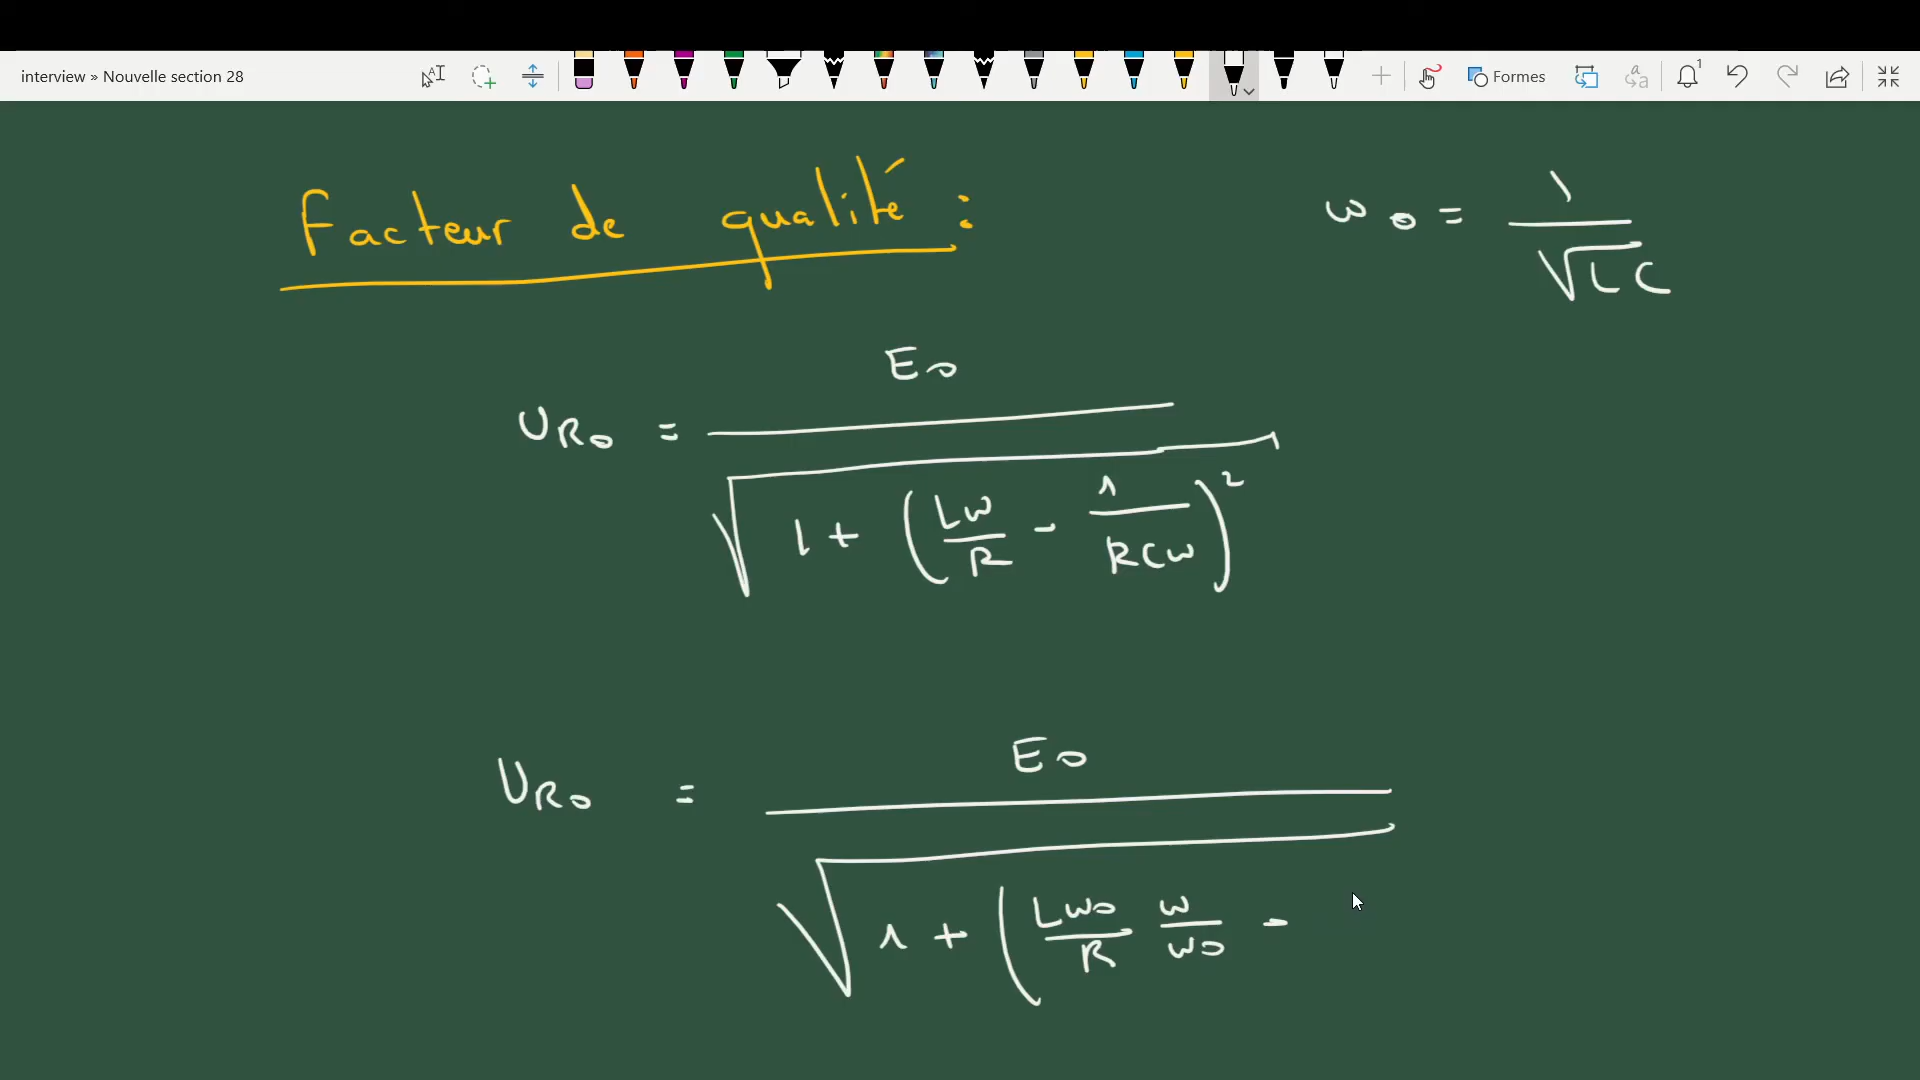 interview » Nouvelle section 28
Formes
1
Facteur de qualité :
ω₀ = 1/√LC
U_R₀ = E₀ / √(1 + (Lω/R - 1/RCω)²)
U_R₀ = E₀ / √(1 + (Lω₀/R ω/ω₀ -